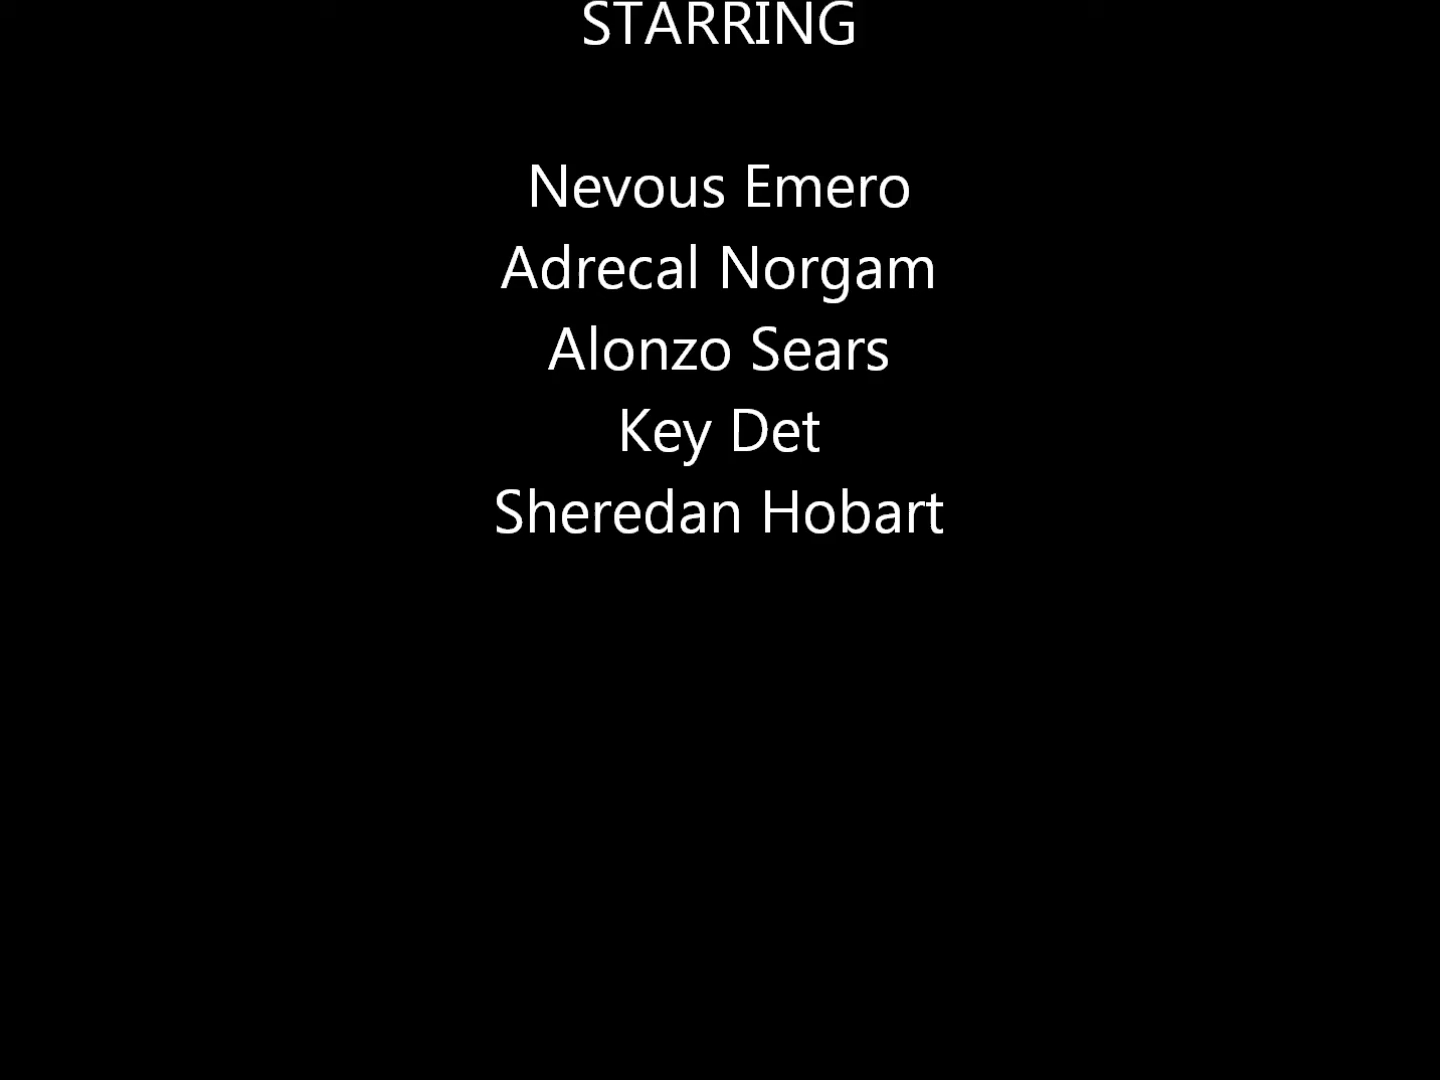 STARRING
Nevous Emero
Adrecal Norgam
Alonzo Sears
Key Det
Sheredan Hobart